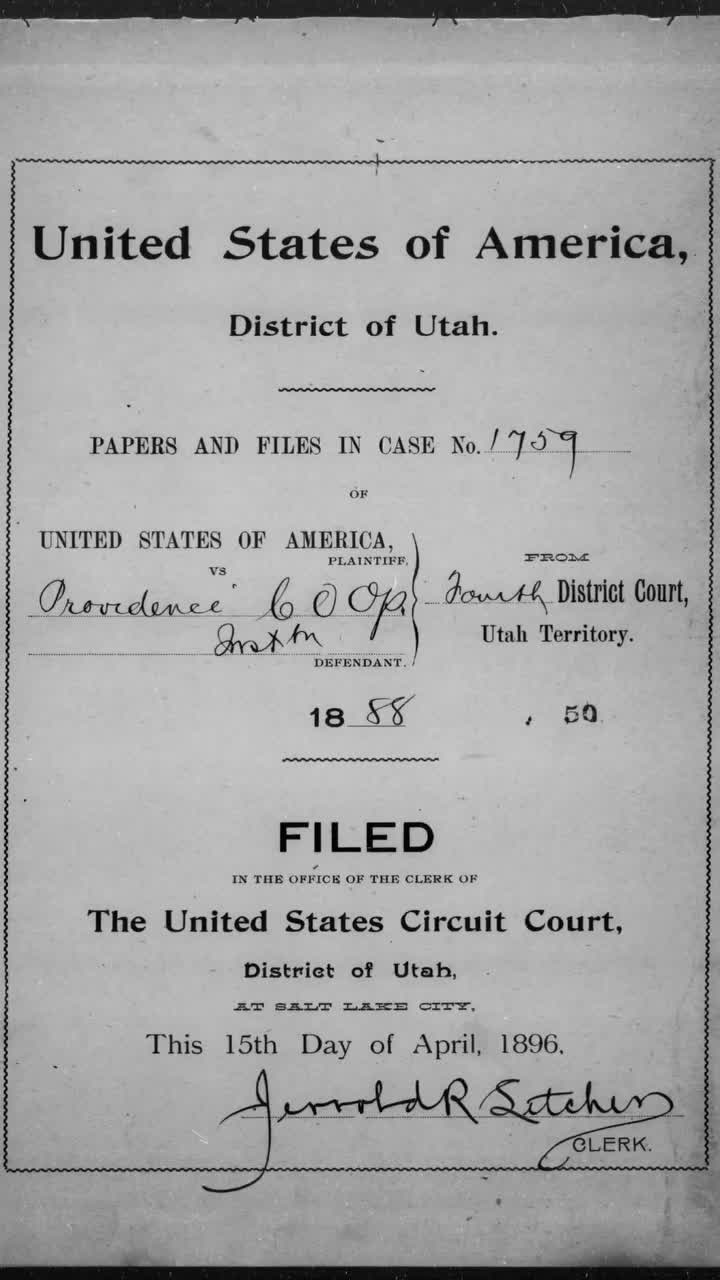 United States of America,
District of Utah.
PAPERS AND FILES IN CASE No. 1759
OF
UNITED STATES OF AMERICA,
PLAINTIFF,
VS
Providence CO Op.
Instn
DEFENDANT.
FROM
Fourth District Court,
Utah Territory.
1888 , 50
FILED
IN THE OFFICE OF THE CLERK OF
The United States Circuit Court,
District of Utah,
AT SALT LAKE CITY,
This 15th Day of April, 1896.
Jerrold R Letcher
CLERK.